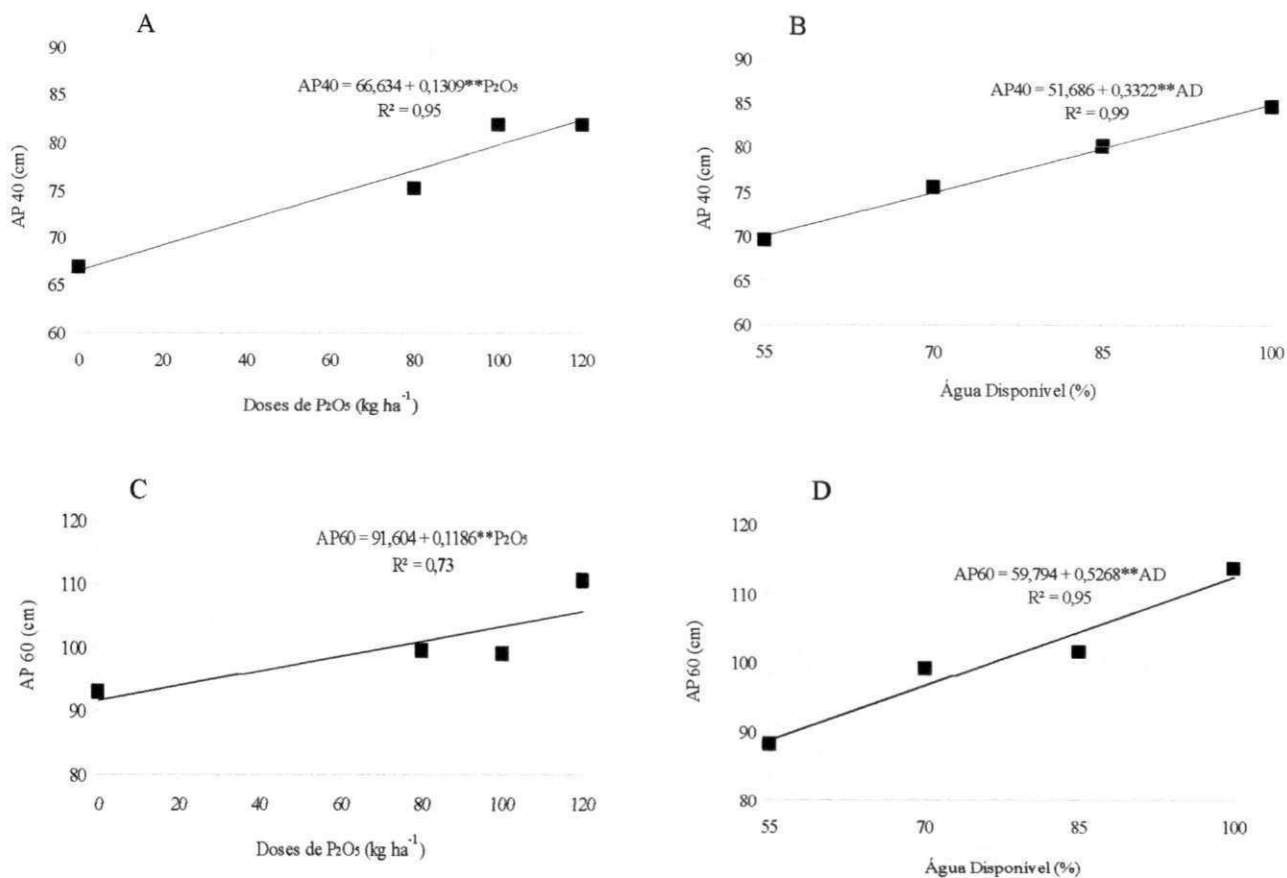 A
90
85
80
75
70
65
60
AP 40 (cm)
AP40 = 66,634 + 0,1309**P₂O₅
R² = 0,95
0 20 40 60 80 100 120
Doses de P₂O₅ (kg ha⁻¹)
B
90
85
80
75
70
65
60
AP 40 (cm)
AP40 = 51,686 + 0,3322**AD
R² = 0,99
55 70 85 100
Água Disponível (%)
C
120
110
100
90
80
AP 60 (cm)
AP60 = 91,604 + 0,1186**P₂O₅
R² = 0,73
0 20 40 60 80 100 120
Doses de P₂O₅ (kg ha⁻¹)
D
120
110
100
90
80
AP 60 (cm)
AP60 = 59,794 + 0,5268**AD
R² = 0,95
55 70 85 100
Água Disponível (%)